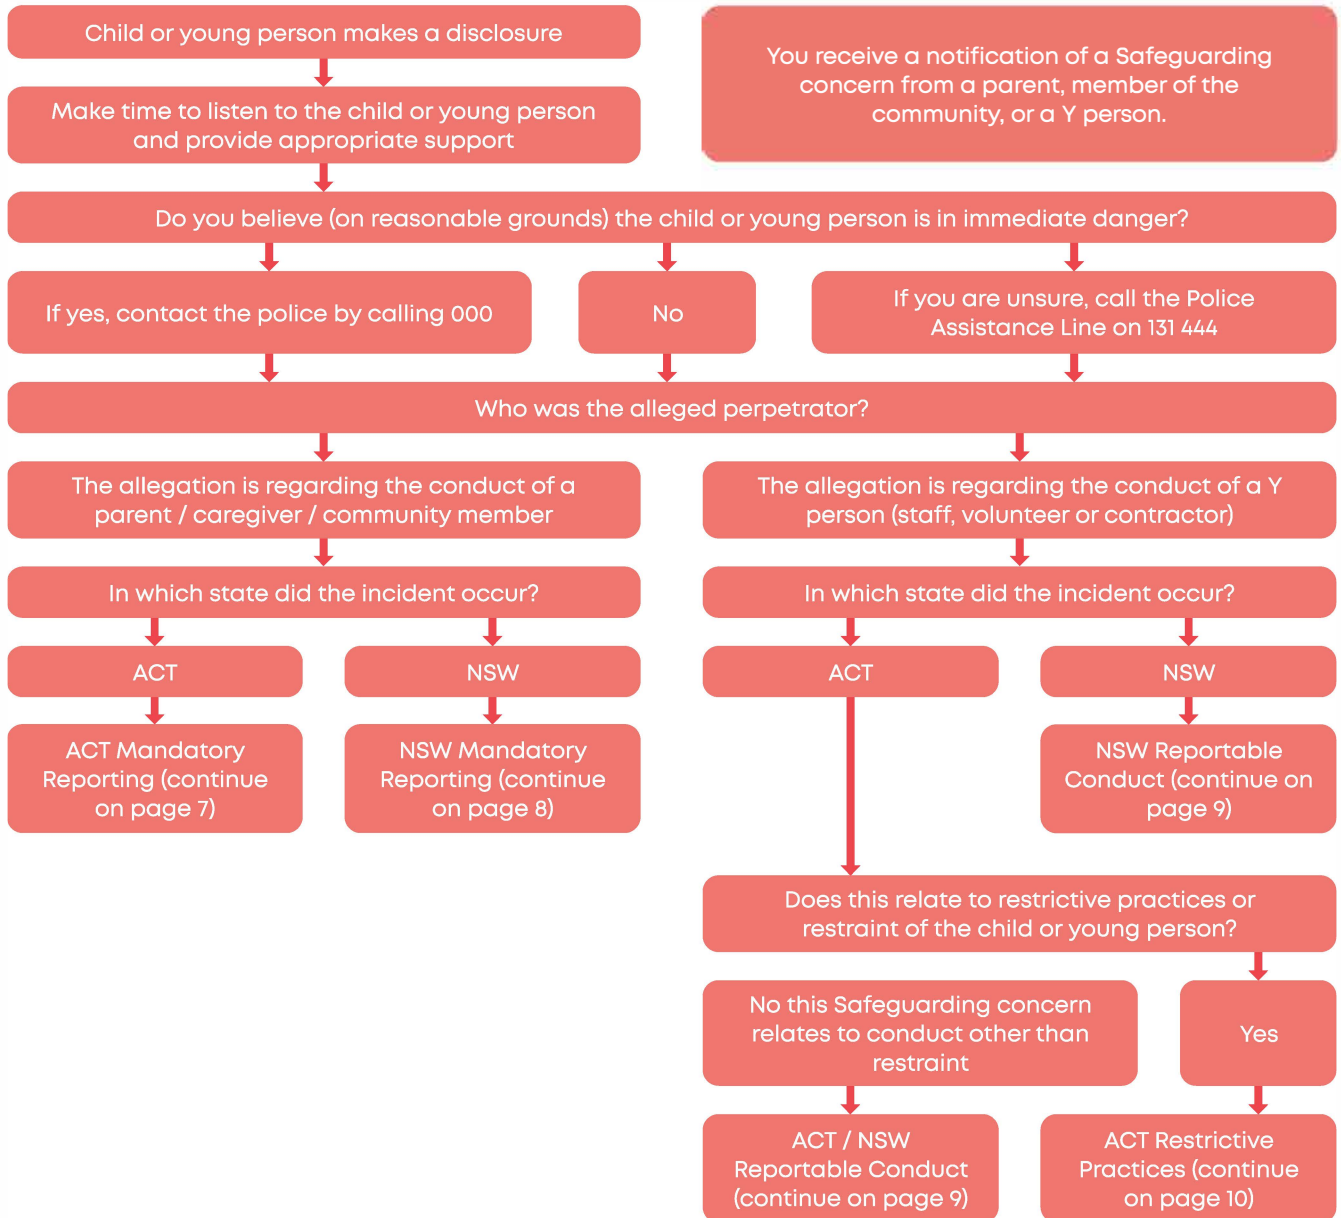 Child or young person makes a disclosure
You receive a notification of a Safeguarding
concern from a parent, member of the
community, or a Y person.
Make time to listen to the child or young person
and provide appropriate support
Do you believe (on reasonable grounds) the child or young person is in immediate danger?
If yes, contact the police by calling 000
No
If you are unsure, call the Police
Assistance Line on 131 444
Who was the alleged perpetrator?
The allegation is regarding the conduct of a
parent / caregiver / community member
The allegation is regarding the conduct of a Y
person (staff, volunteer or contractor)
In which state did the incident occur?
In which state did the incident occur?
ACT
NSW
ACT
NSW
ACT Mandatory
Reporting (continue
on page 7)
NSW Mandatory
Reporting (continue
on page 8)
NSW Reportable
Conduct (continue on
page 9)
Does this relate to restrictive practices or
restraint of the child or young person?
No this Safeguarding concern
relates to conduct other than
restraint
Yes
ACT / NSW
Reportable Conduct
(continue on page 9)
ACT Restrictive
Practices (continue
on page 10)